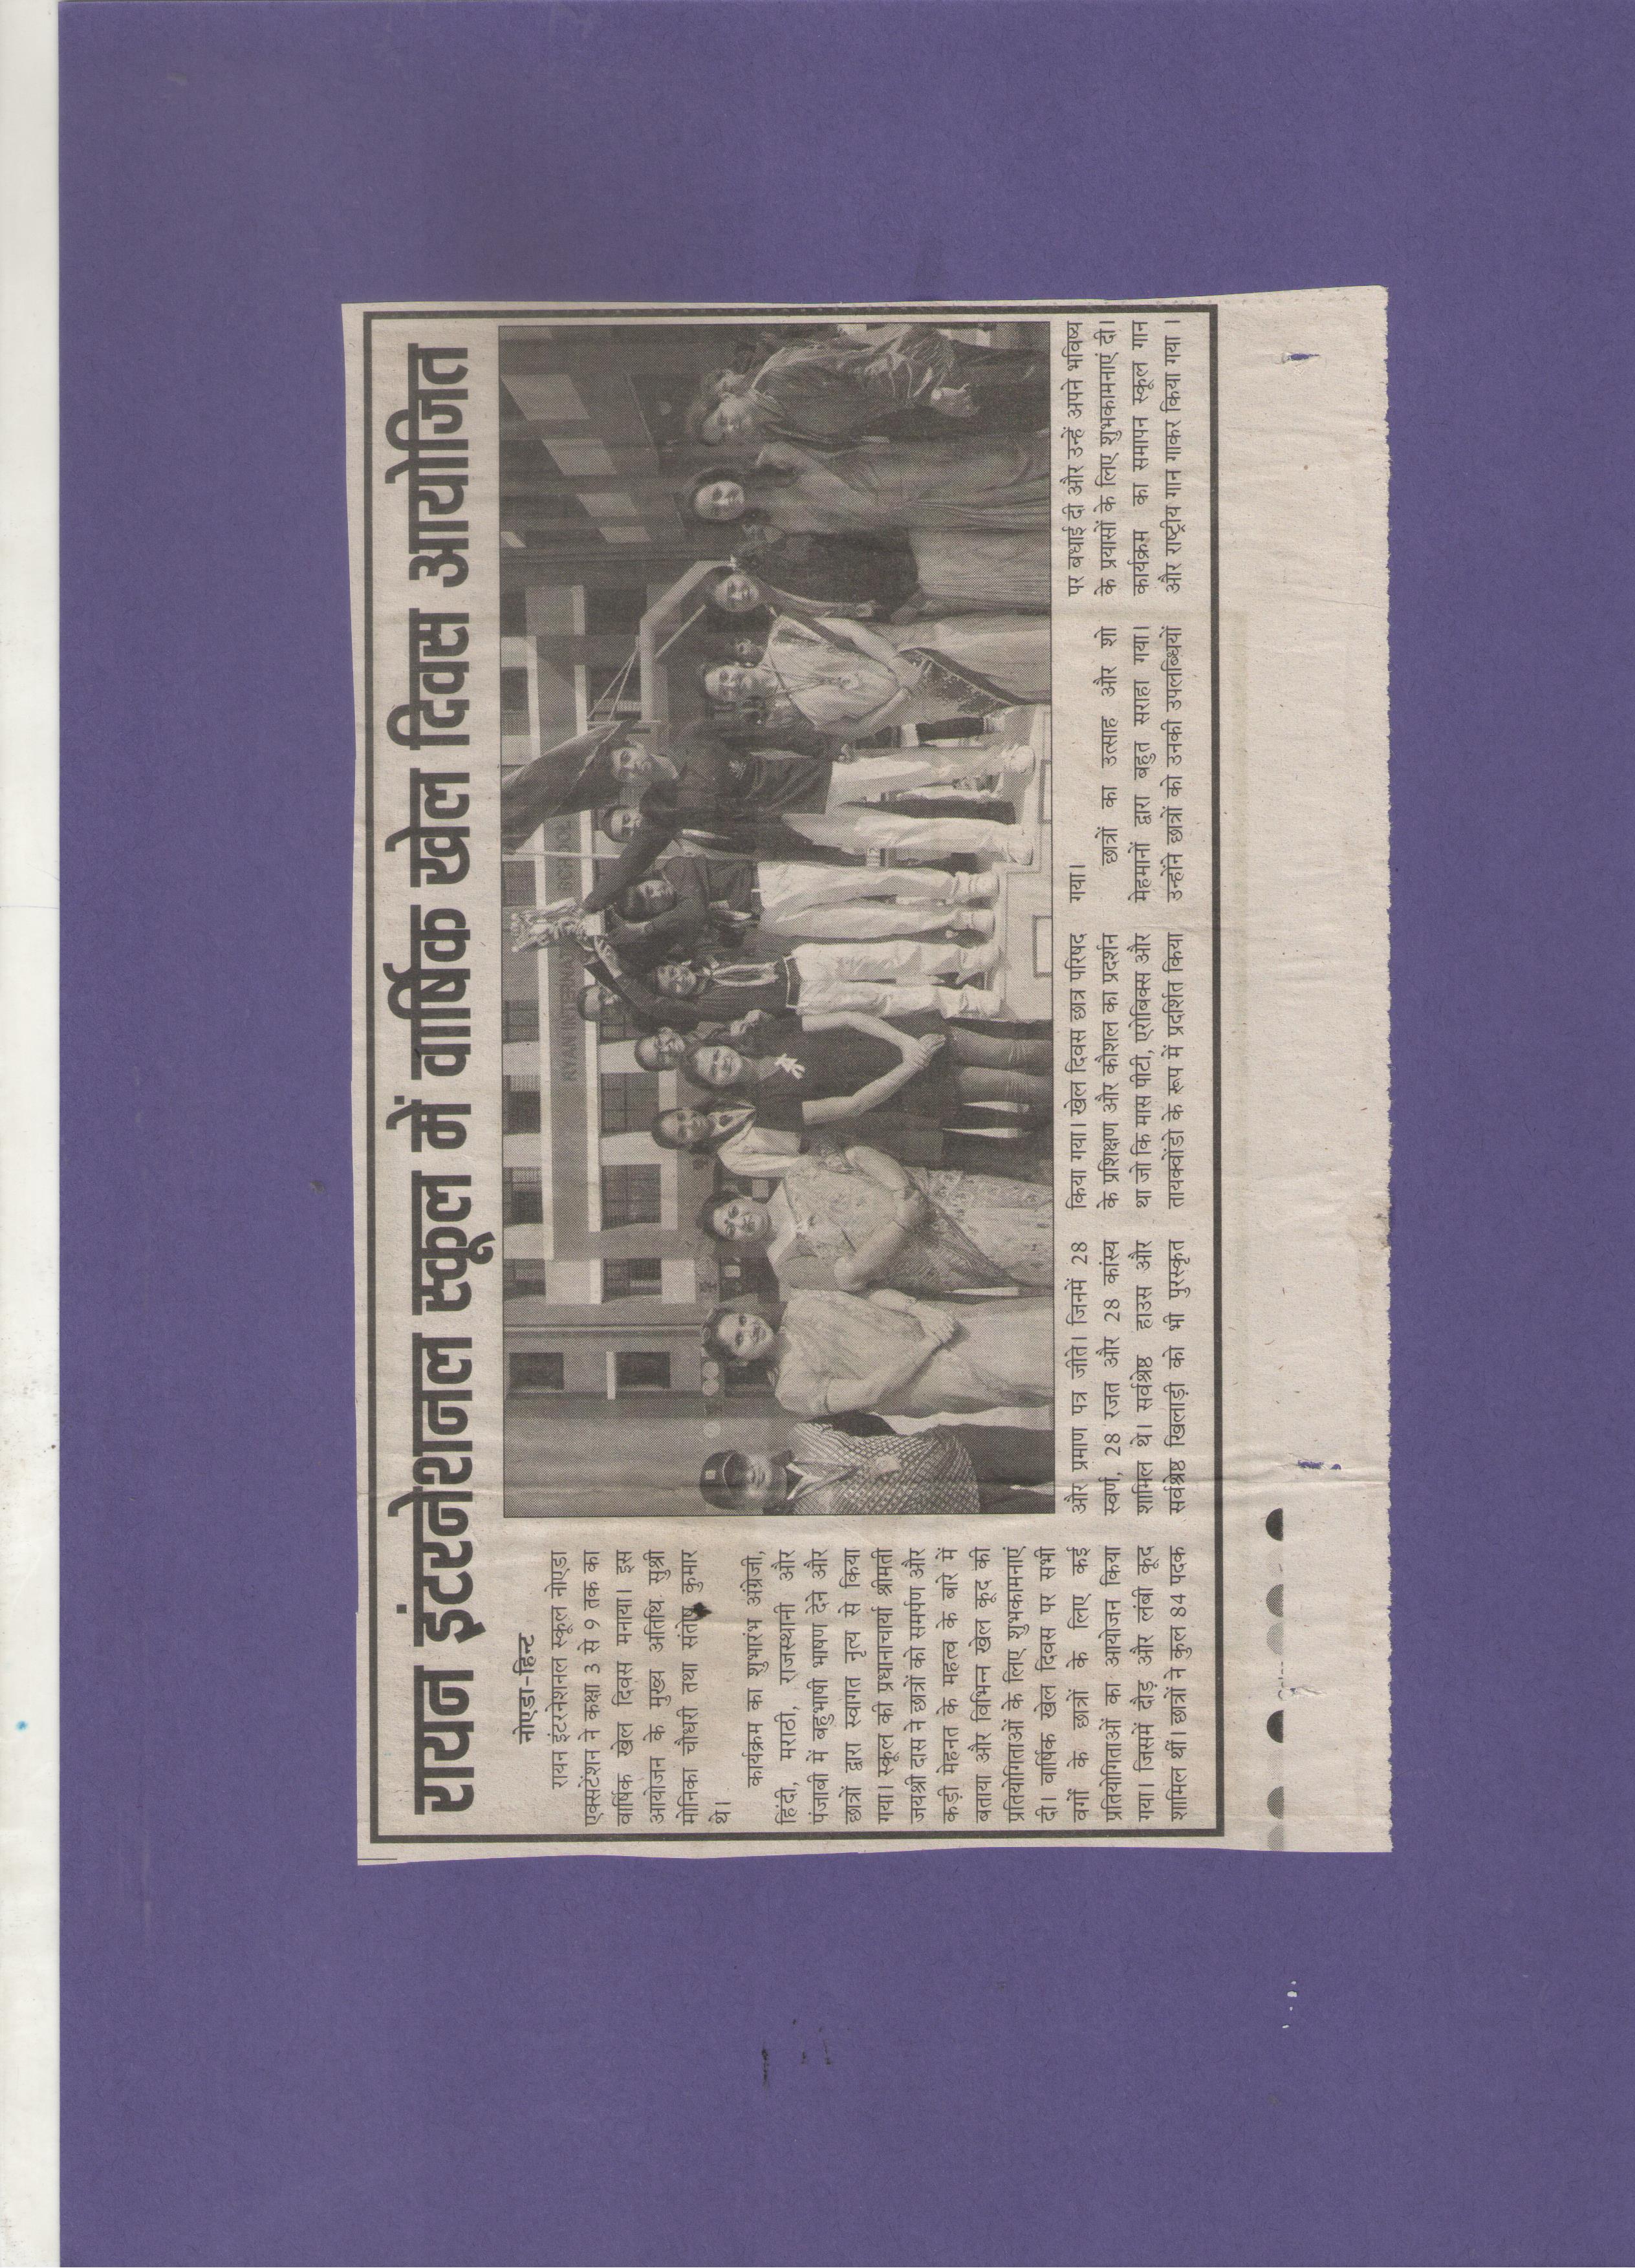 रायन इंटरनेशनल स्कूल में वार्षिक खेल दिवस आयोजित
नोएडा-हिन्ट
रायन इंटरनेशनल स्कूल नोएडा
एक्सटेंशन ने कक्षा 3 से 9 तक का
वार्षिक खेल दिवस मनाया। इस
आयोजन के मुख्य अतिथि सुश्री
मोनिका चौधरी तथा संतोष कुमार
थे।
कार्यक्रम का शुभारंभ अंग्रेजी,
हिंदी, मराठी, राजस्थानी और
पंजाबी में बहुभाषी भाषण देने और
छात्रों द्वारा स्वागत नृत्य से किया
गया। स्कूल की प्रधानाचार्या श्रीमती
जयश्री दास ने छात्रों को समर्पण और
कड़ी मेहनत के महत्व के बारे में
बताया और विभिन्न खेल कूद की
प्रतियोगिताओं के लिए शुभकामनाएं
दी। वार्षिक खेल दिवस पर सभी
वर्गों के छात्रों के लिए कई
प्रतियोगिताओं का आयोजन किया
गया। जिसमें दौड़ और लंबी कूद
शामिल थीं। छात्रों ने कुल 84 पदक
RYAN INTERNAT SCHOOL
और प्रमाण पत्र जीते। जिनमें 28
स्वर्ण, 28 रजत और 28 कांस्य
शामिल थे। सर्वश्रेष्ठ हाउस और
सर्वश्रेष्ठ खिलाड़ी को भी पुरस्कृत
किया गया। खेल दिवस छात्र परिषद
के प्रशिक्षण और कौशल का प्रदर्शन
था जो कि मास पीटी, एरोबिक्स और
तायक्वोंडो के रूप में प्रदर्शित किया
गया।
छात्रों का उत्साह और शो
मेहमानों द्वारा बहुत सराहा गया।
उन्होंने छात्रों को उनकी उपलब्धियों
पर बधाई दी और उन्हें अपने भविष्य
के प्रयासों के लिए शुभकामनाएं दी।
कार्यक्रम का समापन स्कूल गान
और राष्ट्रीय गान गाकर किया गया ।